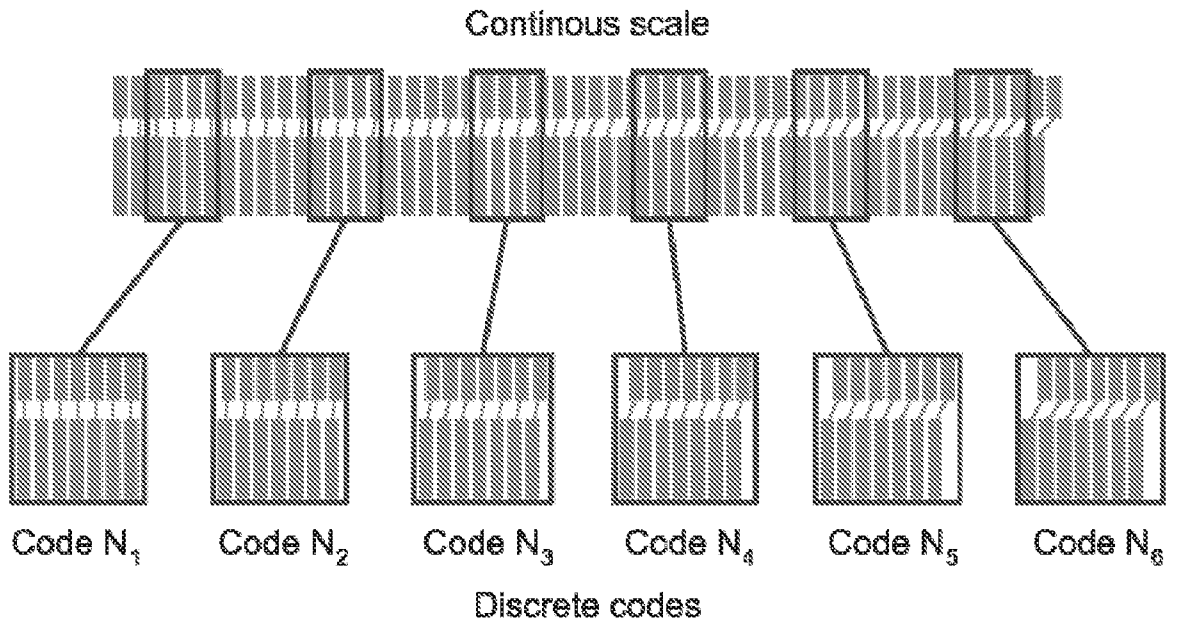 Continous scale
Code N₁ Code N₂ Code N₃ Code N₄ Code N₅ Code N₆
Discrete codes